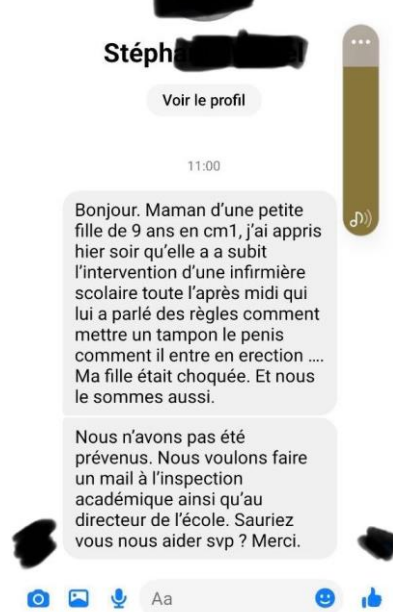 Stéph
Voir le profil
11:00
Bonjour. Maman d'une petite
fille de 9 ans en cm1, j'ai appris
hier soir qu'elle a a subit
l'intervention d'une infirmière
scolaire toute l'après midi qui
lui a parlé des règles comment
mettre un tampon le penis
comment il entre en erection ....
Ma fille était choquée. Et nous
le sommes aussi.
Nous n'avons pas été
prévenus. Nous voulons faire
un mail à l'inspection
académique ainsi qu'au
directeur de l'école. Sauriez
vous nous aider svp ? Merci.
Aa